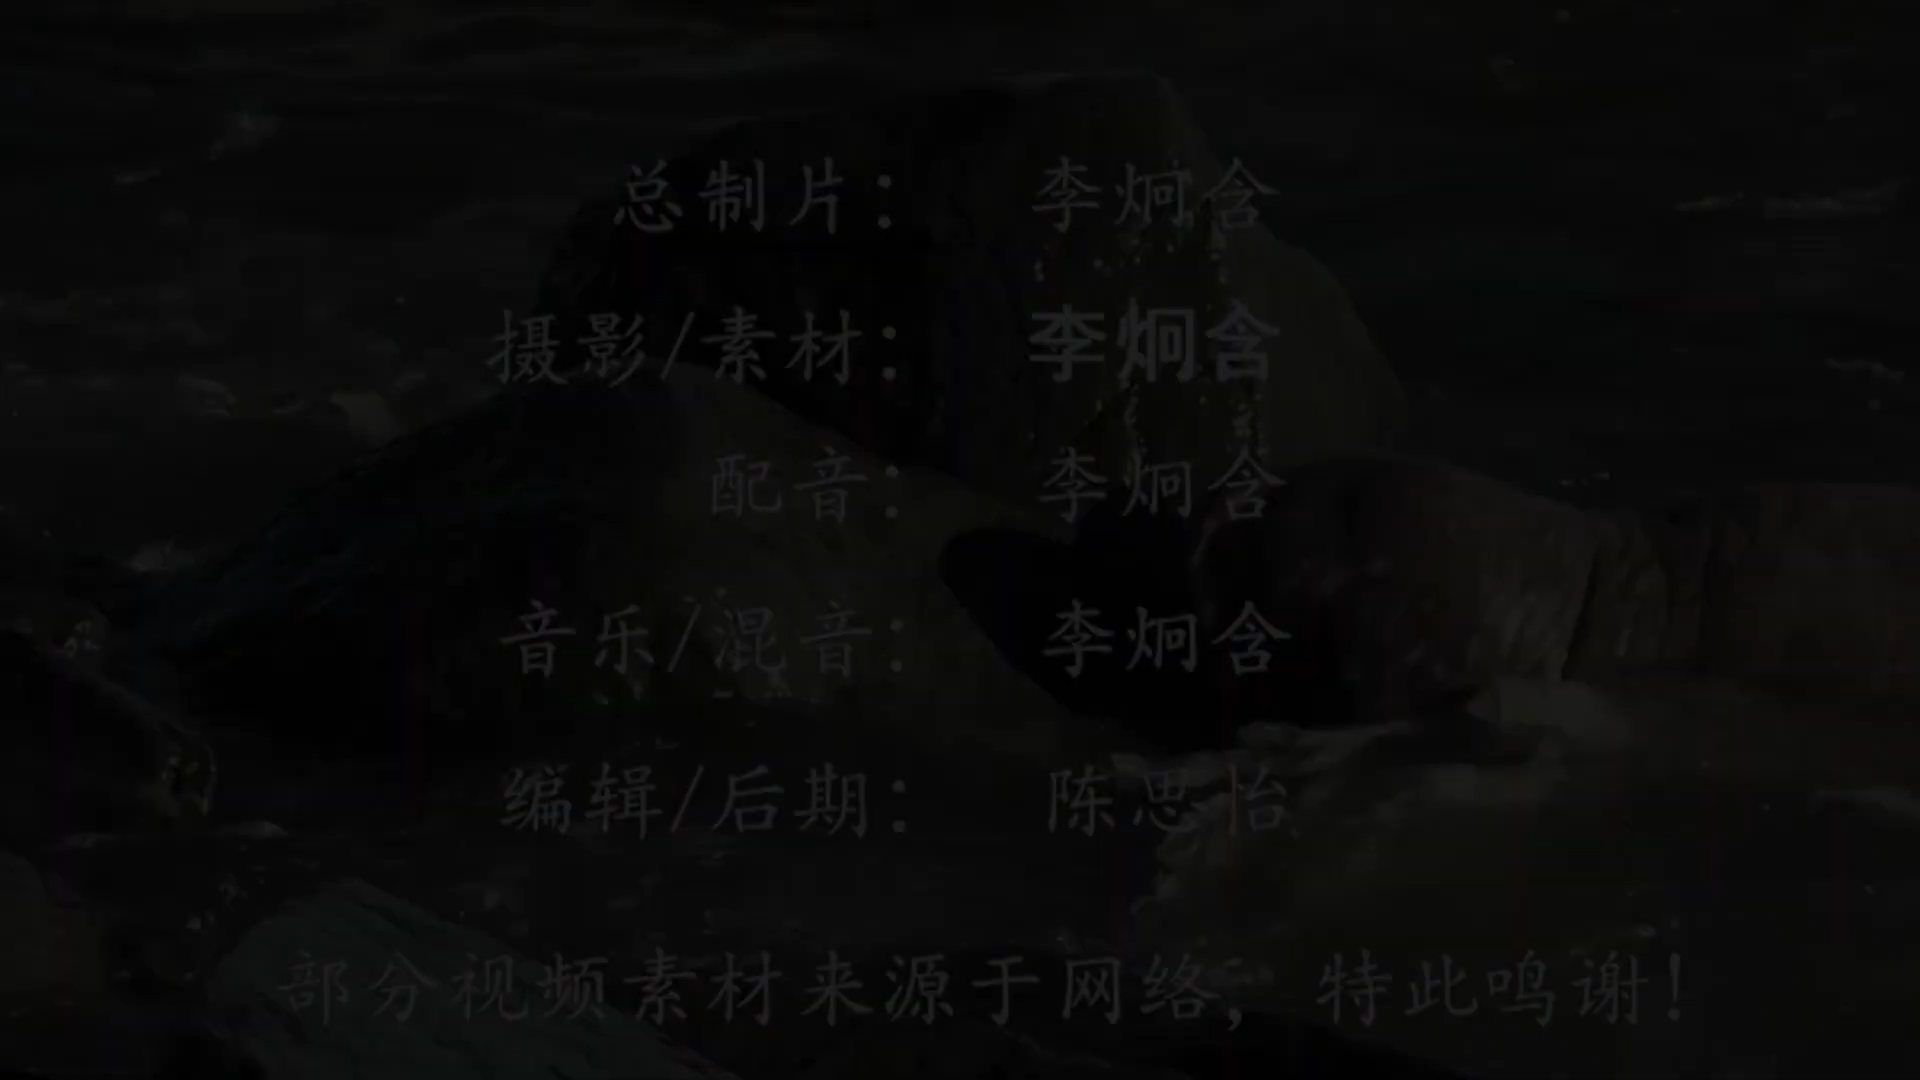 总制片： 李炯含
摄影/素材： 李炯含
配音： 李炯含
音乐/混音： 李炯含
编辑/后期： 陈思怡
部分视频素材来源于网络，特此鸣谢！